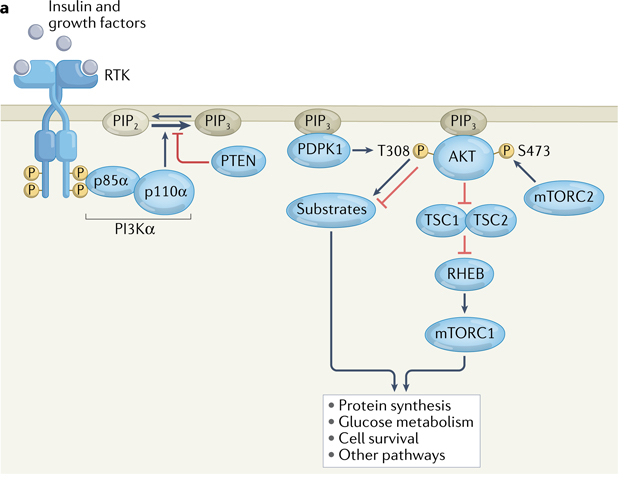 a
Insulin and
growth factors
RTK
PIP2
PIP3
PTEN
P
P
P
P
p85α
p110α
PI3Kα
PIP3
PDPK1
T308
P
PIP3
AKT
P
S473
mTORC2
Substrates
TSC1
TSC2
RHEB
mTORC1
• Protein synthesis
• Glucose metabolism
• Cell survival
• Other pathways